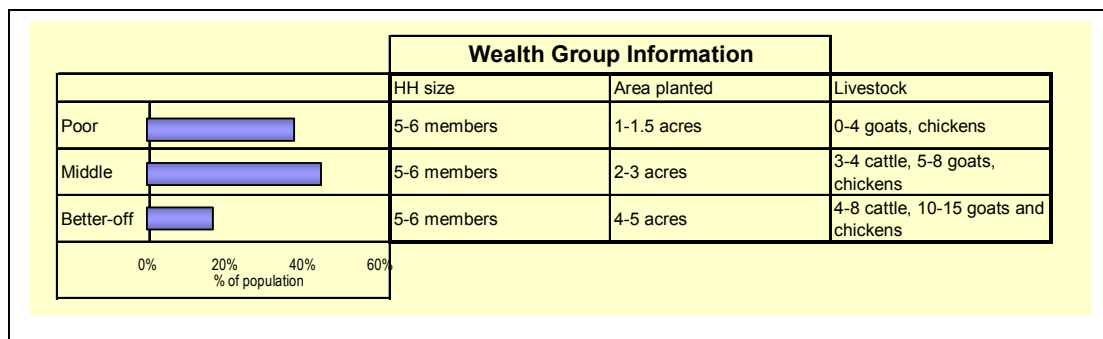 Wealth Group Information
HH size Area planted Livestock
Poor 5-6 members 1-1.5 acres 0-4 goats, chickens
Middle 5-6 members 2-3 acres 3-4 cattle, 5-8 goats,
chickens
Better-off 5-6 members 4-5 acres 4-8 cattle, 10-15 goats and
chickens
0% 20% 40% 60%
% of population